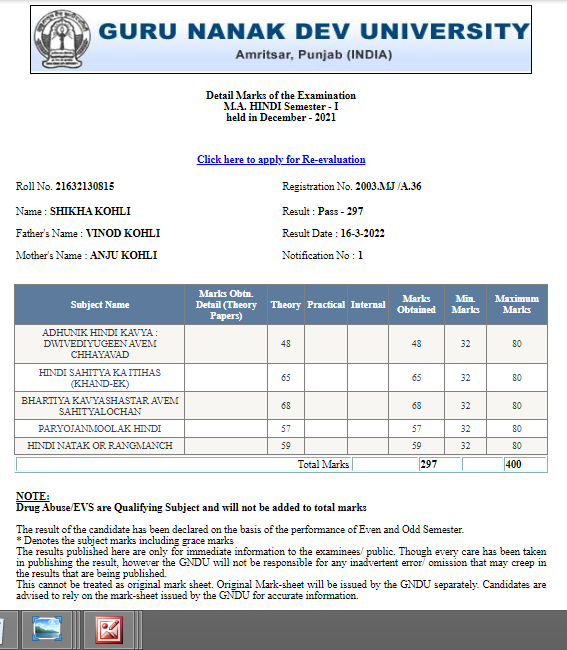 GURU NANAK DEV UNIVERSITY
Amritsar, Punjab (INDIA)
Detail Marks of the Examination
M.A. HINDI Semester - I
held in December - 2021
Click here to apply for Re-evaluation
Roll No. 21632130815 Registration No. 2003.MJ /A.36
Name : SHIKHA KOHLI Result : Pass - 297
Father's Name : VINOD KOHLI Result Date : 16-3-2022
Mother's Name : ANJU KOHLI Notification No : 1
Subject Name Marks Obtn. Detail (Theory Papers) Theory Practical Internal Marks Obtained Min. Marks Maximum Marks
ADHUNIK HINDI KAVYA : DWIVEDIYUGEEN AVEM CHHAYAVAD 48 48 32 80
HINDI SAHITYA KA ITIHAS (KHAND-EK) 65 65 32 80
BHARTIYA KAVYASHASTAR AVEM SAHITYALOCHAN 68 68 32 80
PARYOJANMOOLAK HINDI 57 57 32 80
HINDI NATAK OR RANGMANCH 59 59 32 80
Total Marks 297 400
NOTE:
Drug Abuse/EVS are Qualifying Subject and will not be added to total marks
The result of the candidate has been declared on the basis of the performance of Even and Odd Semester.
* Denotes the subject marks including grace marks
The results published here are only for immediate information to the examinees/ public. Though every care has been taken
in publishing the result, however the GNDU will not be responsible for any inadvertent error/ omission that may creep in
the results that are being published.
This cannot be treated as original mark sheet. Original Mark-sheet will be issued by the GNDU separately. Candidates are
advised to rely on the mark-sheet issued by the GNDU for accurate information.